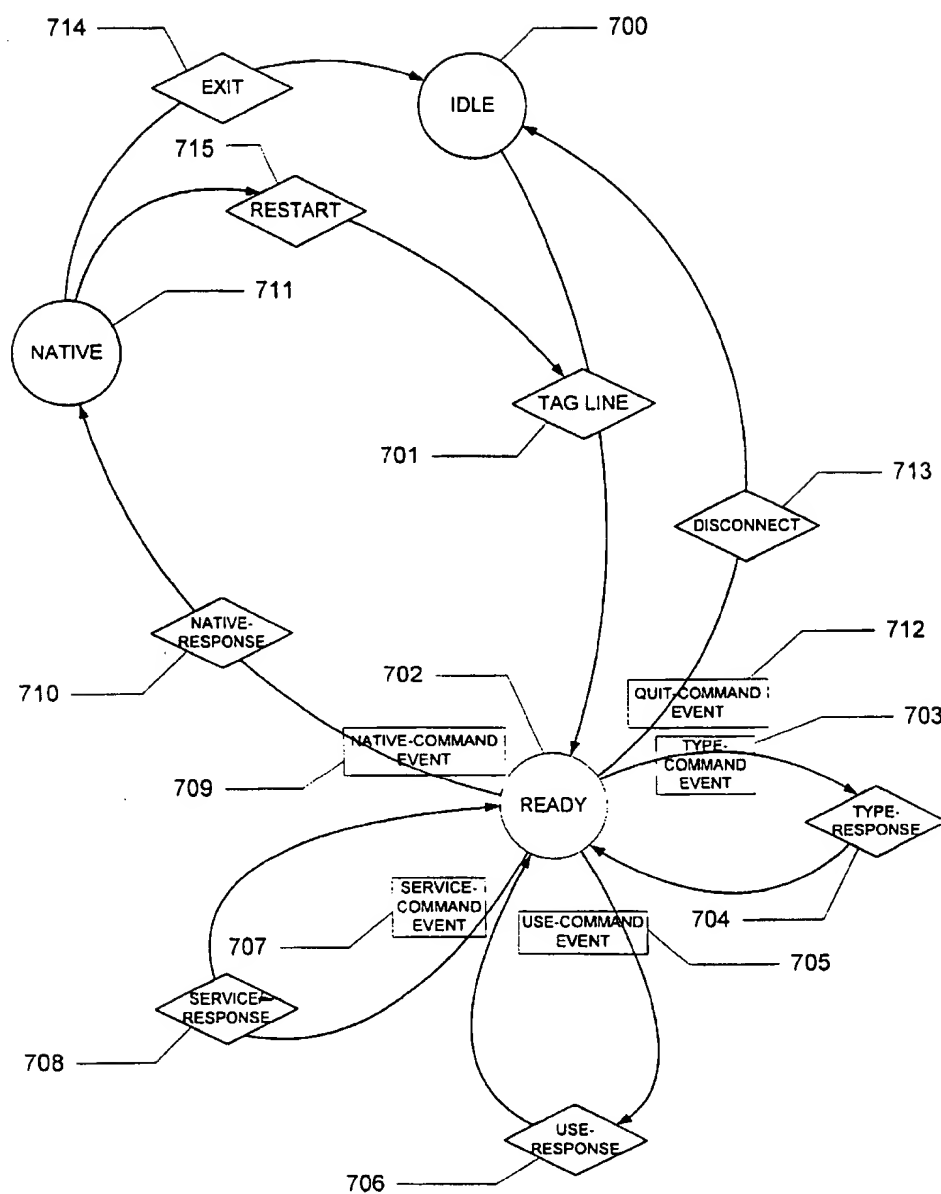 714
700
EXIT
IDLE
715
RESTART
711
NATIVE
TAG LINE
701
713
DISCONNECT
NATIVE-
RESPONSE
710
712
702
QUIT-COMMAND
EVENT
703
NATIVE-COMMAND
EVENT
709
TYPE-
COMMAND
EVENT
READY
TYPE-
RESPONSE
704
SERVICE-
COMMAND
EVENT
707
USE-COMMAND
EVENT
705
SERVICE-
RESPONSE
708
USE-
RESPONSE
706